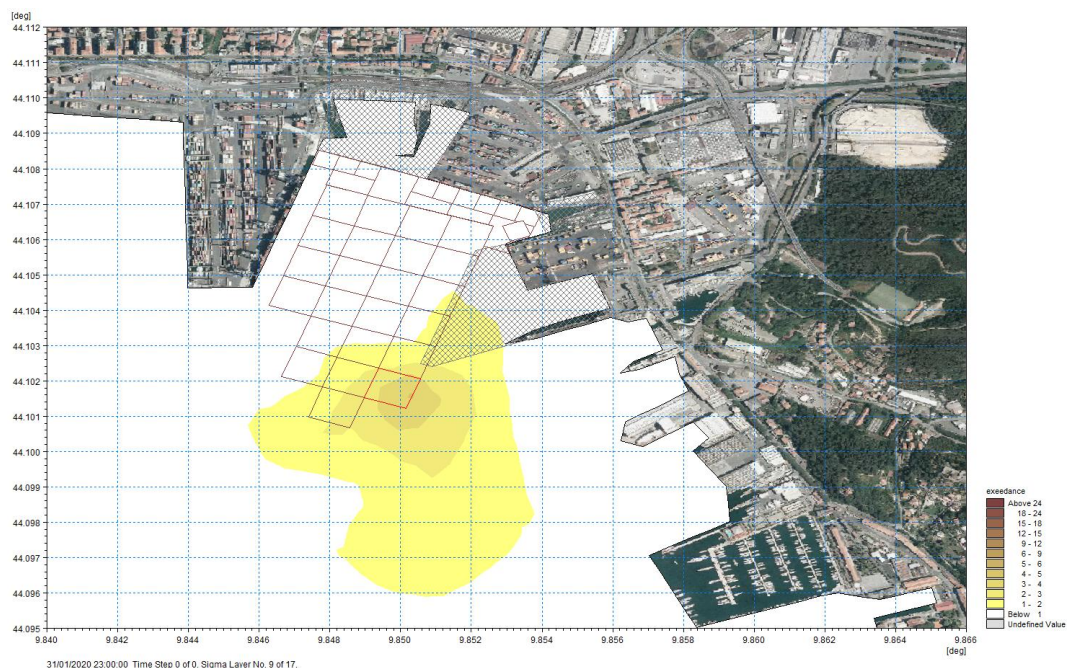 [deg]
44.112
44.111
44.110
44.109
44.108
44.107
44.106
44.105
44.104
44.103
44.102
44.101
44.100
44.099
44.098
44.097
44.096
44.095
9.840 9.842 9.844 9.846 9.848 9.850 9.852 9.854 9.856 9.858 9.860 9.862 9.864 9.866
[deg]
exeedance
Above 24
18 - 24
15 - 18
12 - 15
9 - 12
6 - 9
5 - 6
4 - 5
3 - 4
2 - 3
1 - 2
Below 1
Undefined Value
31/01/2020 23:00:00 Time Step 0 of 0. Sigma Layer No. 9 of 17.